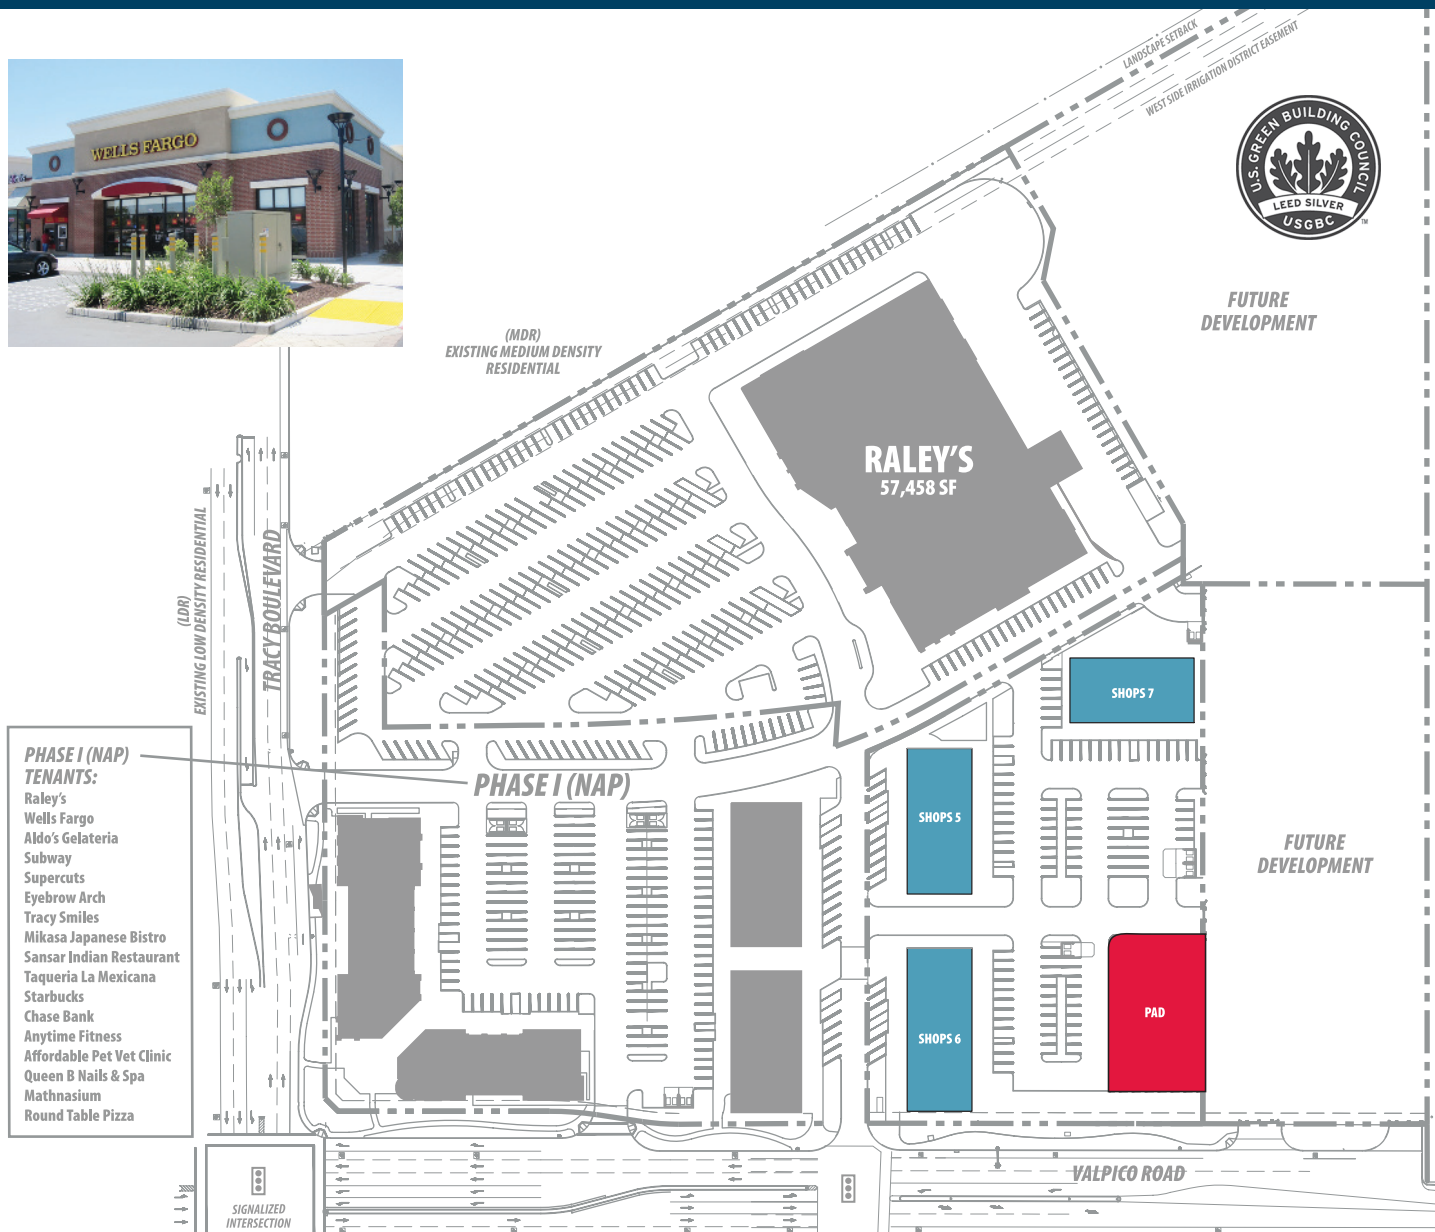 LANDSCAPE SETBACK
WEST SIDE IRRIGATION DISTRICT EASEMENT
WELLS FARGO
U.S. GREEN BUILDING COUNCIL
LEED SILVER
USGBC
TM
FUTURE
DEVELOPMENT
(MDR)
EXISTING MEDIUM DENSITY
RESIDENTIAL
RALEY'S
57,458 SF
(LDR)
EXISTING LOW DENSITY RESIDENTIAL
TRACY BOULEVARD
SHOPS 7
PHASE I (NAP)
TENANTS:
Raley's
Wells Fargo
Aldo's Gelateria
Subway
Supercuts
Eyebrow Arch
Tracy Smiles
Mikasa Japanese Bistro
Sansar Indian Restaurant
Taqueria La Mexicana
Starbucks
Chase Bank
Anytime Fitness
Affordable Pet Vet Clinic
Queen B Nails & Spa
Mathnasium
Round Table Pizza
PHASE I (NAP)
SHOPS 5
FUTURE
DEVELOPMENT
SHOPS 6
PAD
VALPICO ROAD
SIGNALIZED
INTERSECTION